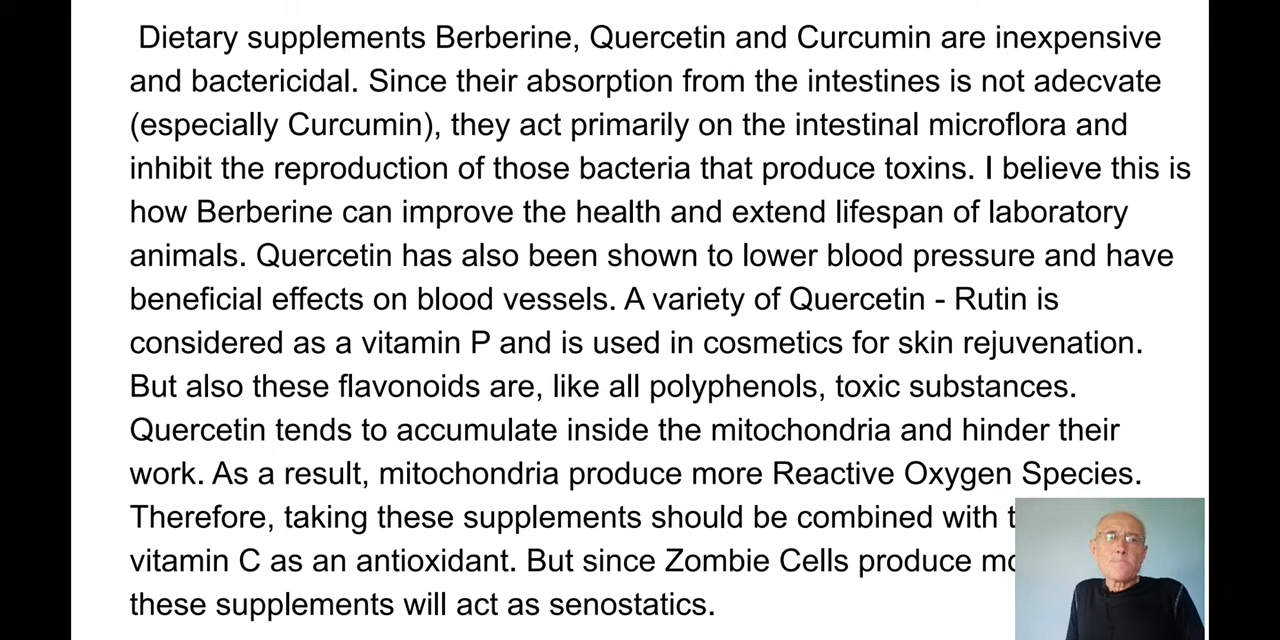 Dietary supplements Berberine, Quercetin and Curcumin are inexpensive
and bactericidal. Since their absorption from the intestines is not adecvate
(especially Curcumin), they act primarily on the intestinal microflora and
inhibit the reproduction of those bacteria that produce toxins. I believe this is
how Berberine can improve the health and extend lifespan of laboratory
animals. Quercetin has also been shown to lower blood pressure and have
beneficial effects on blood vessels. A variety of Quercetin - Rutin is
considered as a vitamin P and is used in cosmetics for skin rejuvenation.
But also these flavonoids are, like all polyphenols, toxic substances.
Quercetin tends to accumulate inside the mitochondria and hinder their
work. As a result, mitochondria produce more Reactive Oxygen Species.
Therefore, taking these supplements should be combined with
vitamin C as an antioxidant. But since Zombie Cells produce
these supplements will act as senostatics.